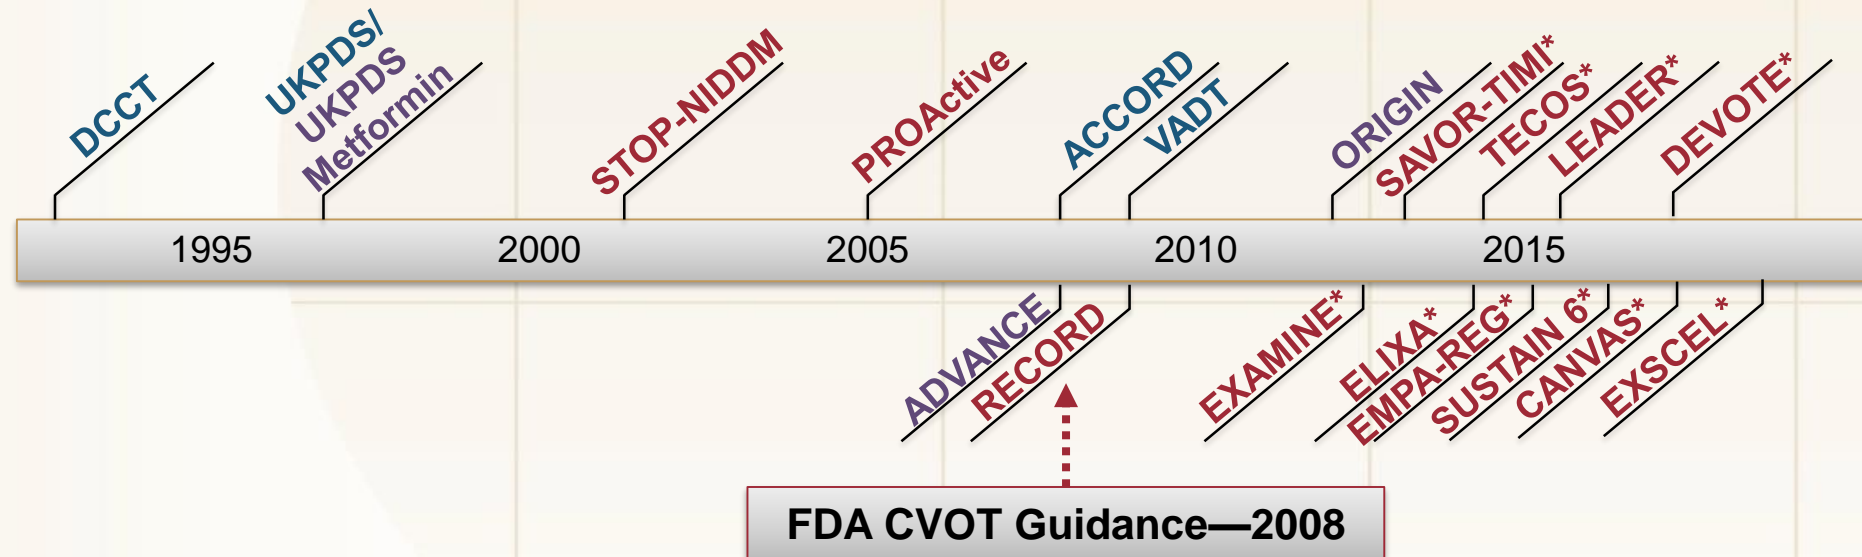 DCCT
UKPDS/
UKPDS
Metformin
STOP-NIDDM
PROActive
ACCORD
VADT
ORIGIN
SAVOR-TIMI*
TECOS*
LEADER*
DEVOTE*
1995
2000
2005
2010
2015
ADVANCE
RECORD
EXAMINE*
ELIXA*
EMPA-REG*
SUSTAIN 6*
CANVAS*
EXSCEL*
FDA CVOT Guidance—2008